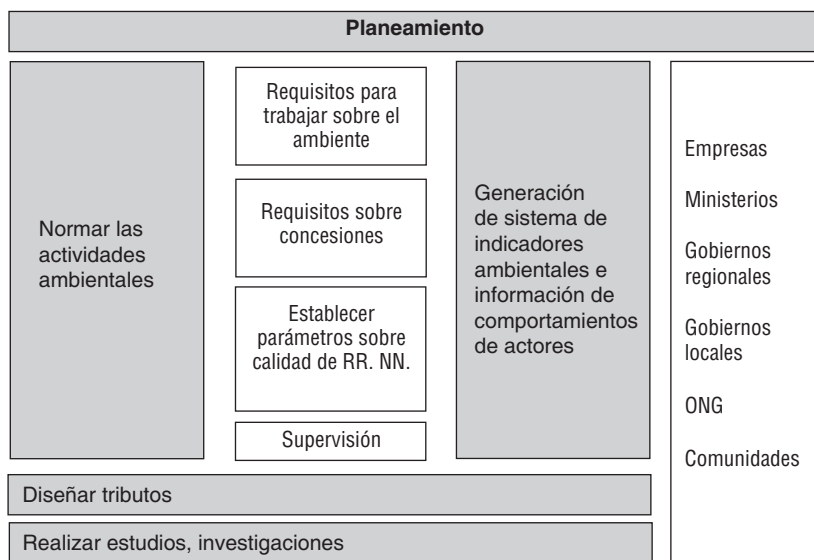 Planeamiento
Normar las
actividades
ambientales
Requisitos para
trabajar sobre el
ambiente
Requisitos sobre
concesiones
Establecer
parámetros sobre
calidad de RR. NN.
Supervisión
Generación
de sistema de
indicadores
ambientales e
información de
comportamientos
de actores
Empresas
Ministerios
Gobiernos
regionales
Gobiernos
locales
ONG
Comunidades
Diseñar tributos
Realizar estudios, investigaciones